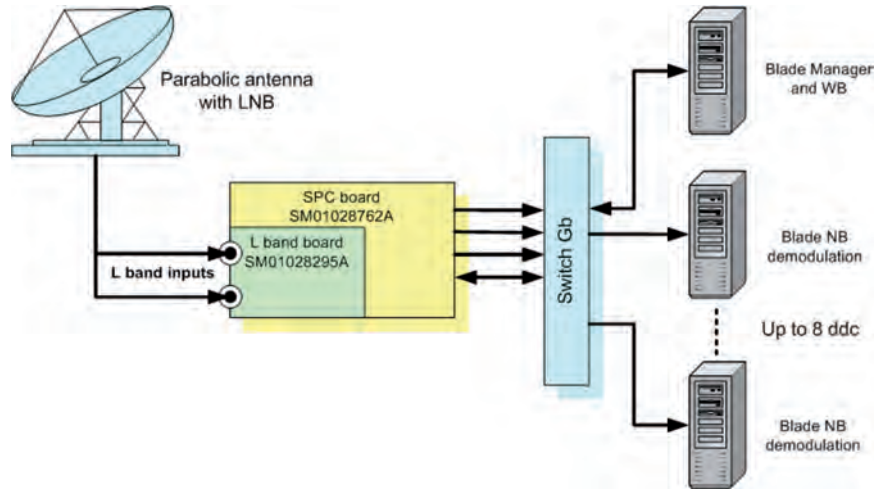 Parabolic antenna
with LNB
Blade Manager
and WB
SPC board
SM01028762A
L band board
SM01028295A
L band inputs
Switch Gb
Blade NB
demodulation
Up to 8 ddc
Blade NB
demodulation